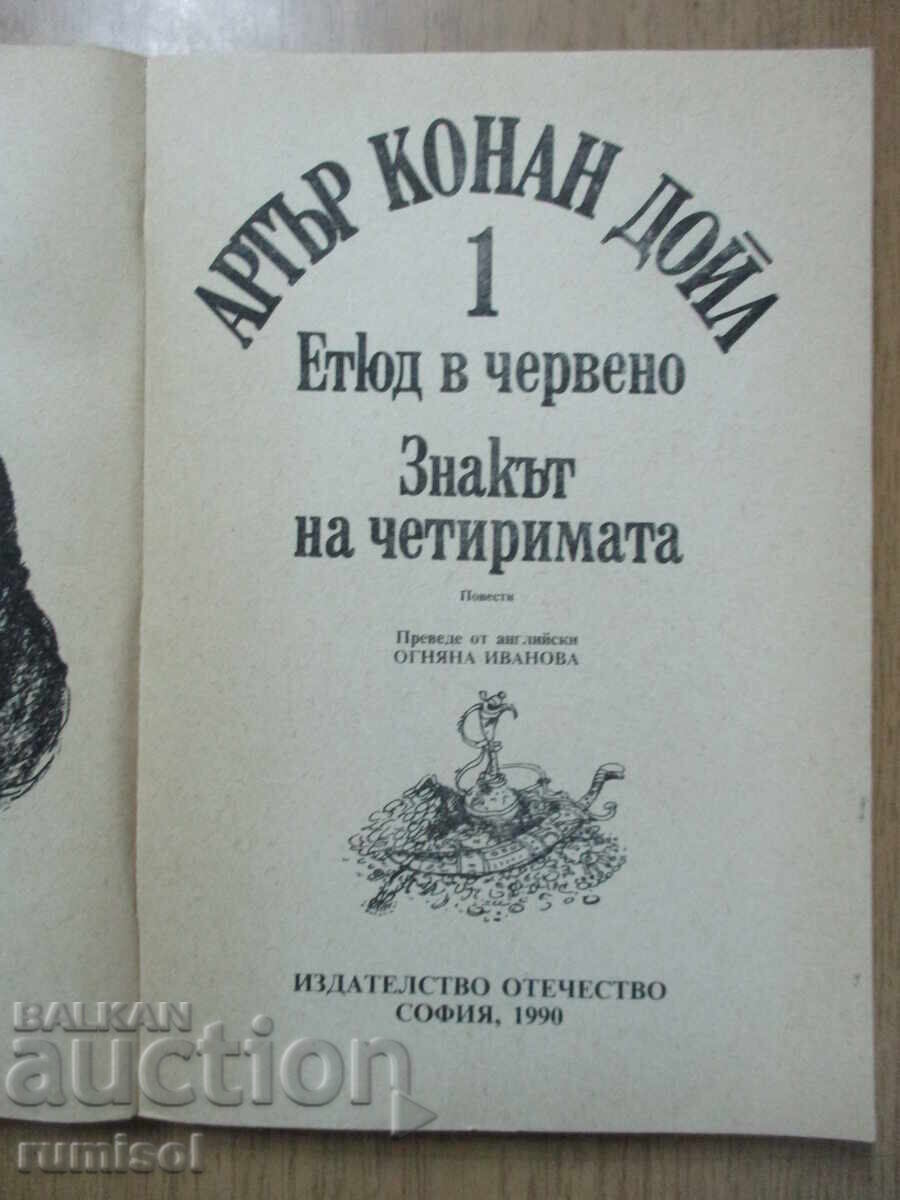 АРТЪР КОНАН ДОЙЛ
1
Етюд в червено
Знакът
на четиримата
Повести
Преведе от английски
ОГНЯНА ИВАНОВА
ИЗДАТЕЛСТВО ОТЕЧЕСТВО
СОФИЯ, 1990
BALKAN
auction
rumisol